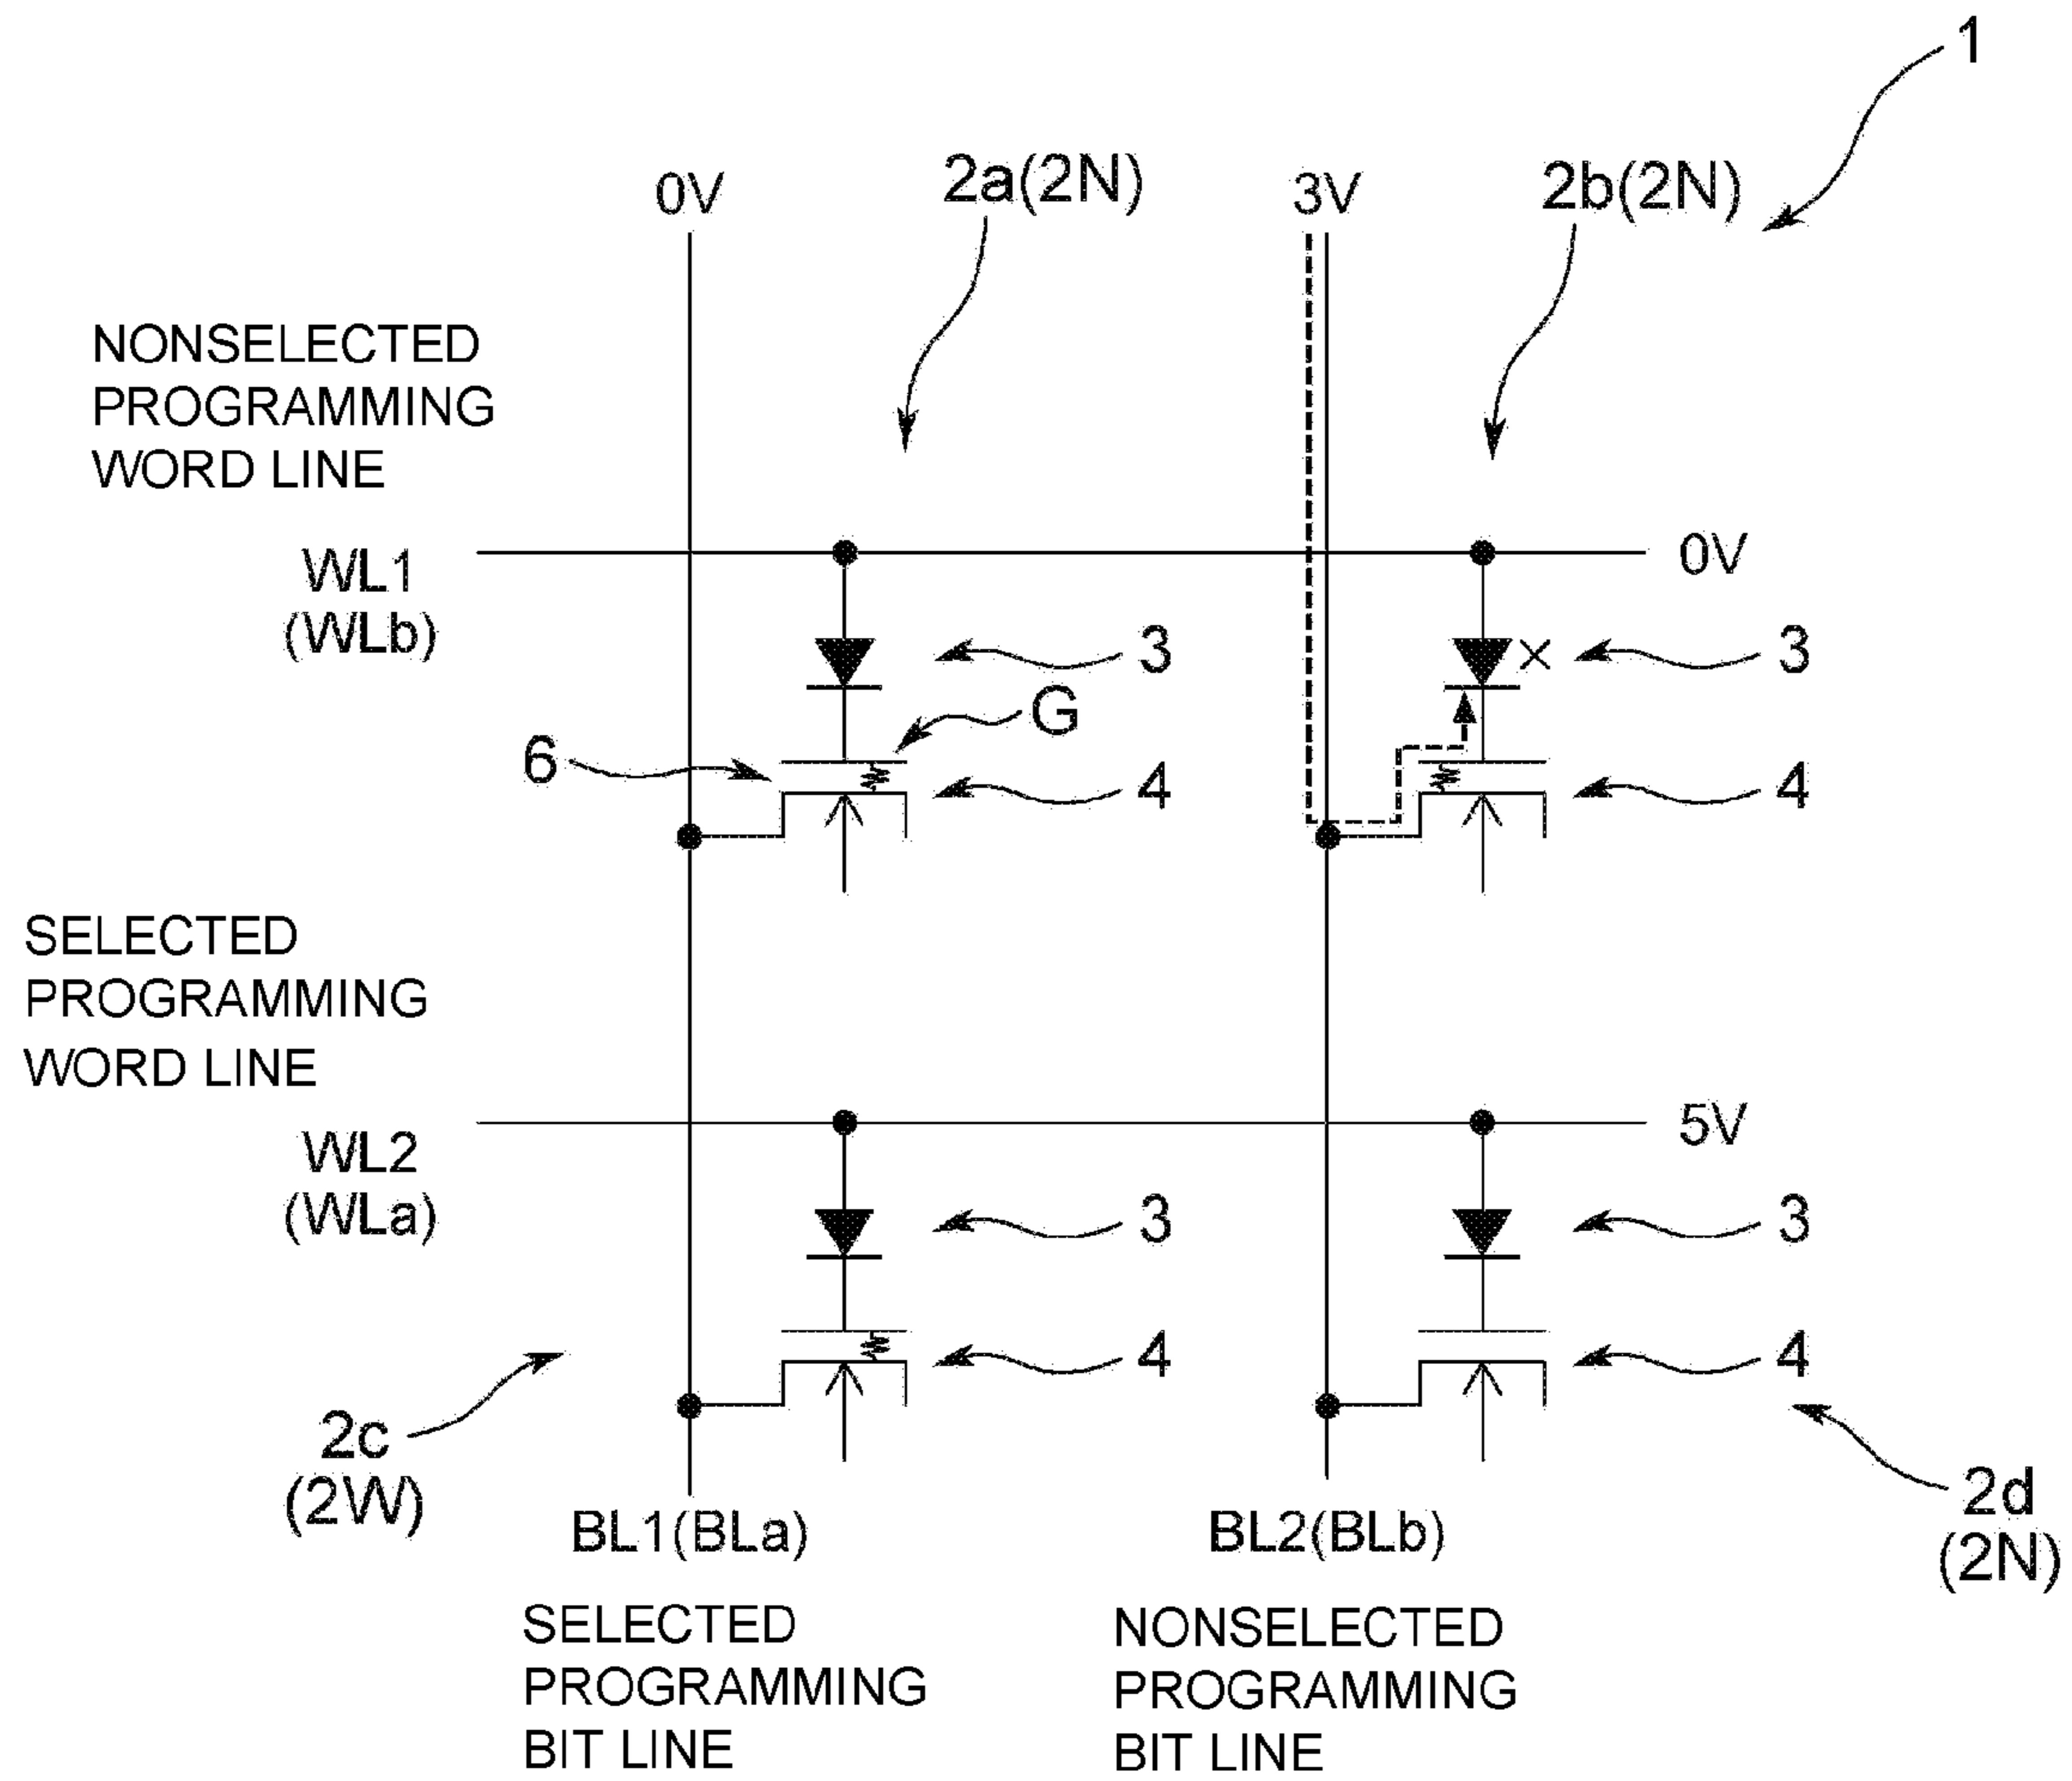 1
0V
2a(2N)
3V
2b(2N)
NONSELECTED
PROGRAMMING
WORD LINE
WL1
(WLb)
0V
3
3
G
6
4
4
SELECTED
PROGRAMMING
WORD LINE
WL2
(WLa)
5V
3
3
4
4
2c
(2W)
2d
(2N)
BL1(BLa)
BL2(BLb)
SELECTED
PROGRAMMING
BIT LINE
NONSELECTED
PROGRAMMING
BIT LINE